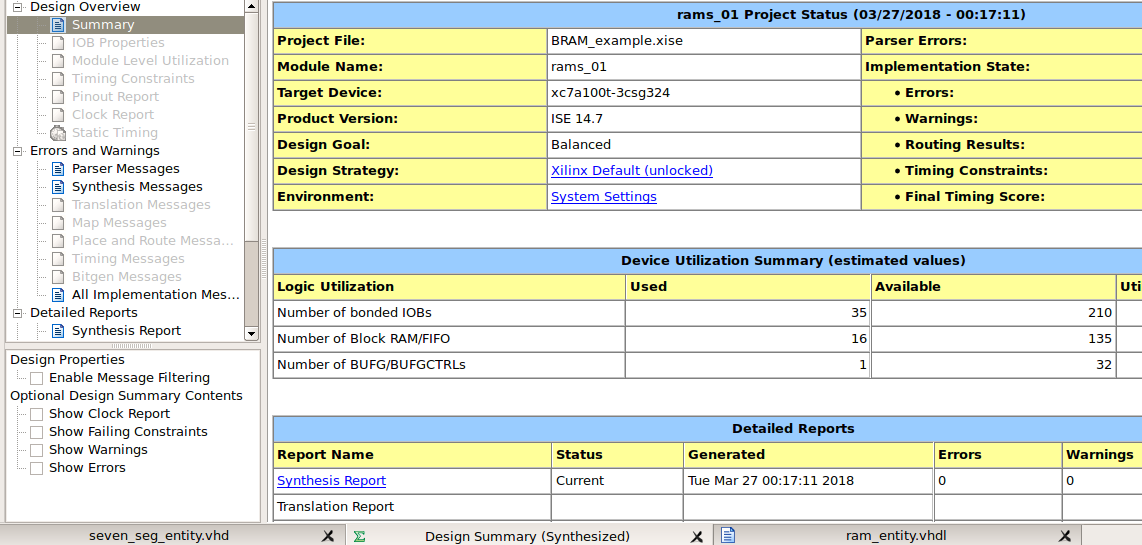 Design Overview
Summary
IOB Properties
Module Level Utilization
Timing Constraints
Pinout Report
Clock Report
Static Timing
Errors and Warnings
Parser Messages
Synthesis Messages
Translation Messages
Map Messages
Place and Route Messa...
Timing Messages
Bitgen Messages
All Implementation Mes...
Detailed Reports
Synthesis Report
Design Properties
Enable Message Filtering
Optional Design Summary Contents
Show Clock Report
Show Failing Constraints
Show Warnings
Show Errors
rams_01 Project Status (03/27/2018 - 00:17:11)
Project File: BRAM_example.xise Parser Errors:
Module Name: rams_01 Implementation State:
Target Device: xc7a100t-3csg324 • Errors:
Product Version: ISE 14.7 • Warnings:
Design Goal: Balanced • Routing Results:
Design Strategy: Xilinx Default (unlocked) • Timing Constraints:
Environment: System Settings • Final Timing Score:
Device Utilization Summary (estimated values)
Logic Utilization Used Available Uti
Number of bonded IOBs 35 210
Number of Block RAM/FIFO 16 135
Number of BUFG/BUFGCTRLs 1 32
Detailed Reports
Report Name Status Generated Errors Warnings
Synthesis Report Current Tue Mar 27 00:17:11 2018 0 0
Translation Report
seven_seg_entity.vhd Design Summary (Synthesized) ram_entity.vhdl